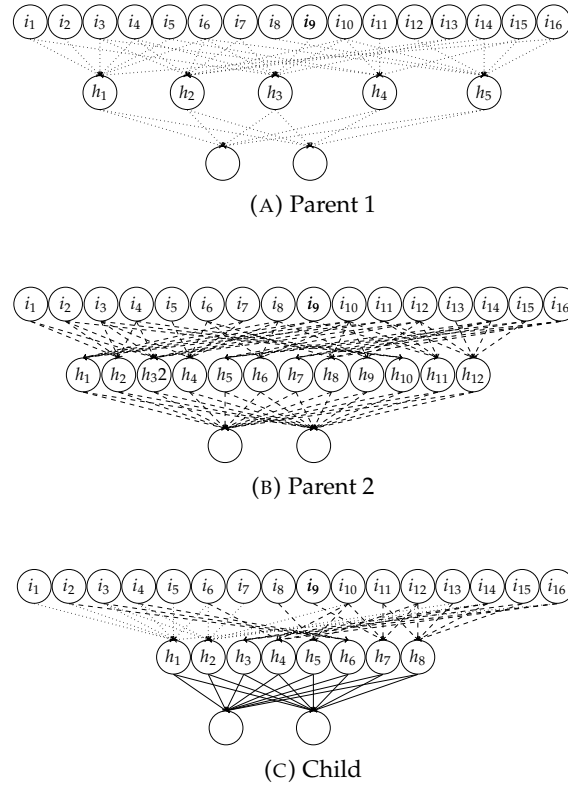 i1 i2 i3 i4 i5 i6 i7 i8 i9 i10 i11 i12 i13 i14 i15 i16
h1 h2 h3 h4 h5
(A) Parent 1
i1 i2 i3 i4 i5 i6 i7 i8 i9 i10 i11 i12 i13 i14 i15 i16
h1 h2 h32 h4 h5 h6 h7 h8 h9 h10 h11 h12
(B) Parent 2
i1 i2 i3 i4 i5 i6 i7 i8 i9 i10 i11 i12 i13 i14 i15 i16
h1 h2 h3 h4 h5 h6 h7 h8
(C) Child